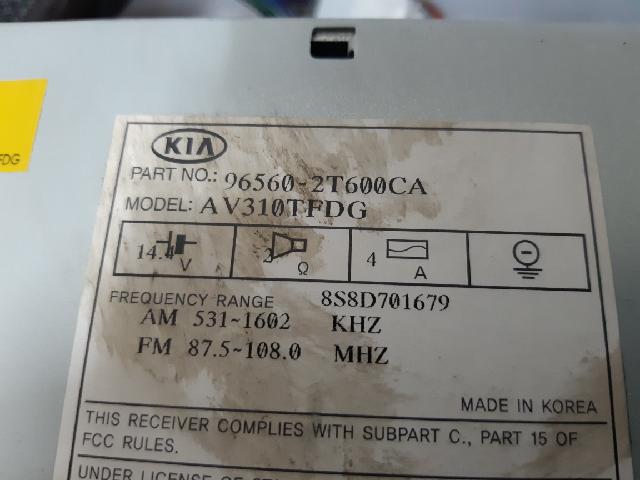 FDG
KIA
PART NO.: 96560-2T600CA
MODEL: AV310TFDG
14.4 V
2 Ω
4 A
FREQUENCY RANGE 8S8D701679
AM 531~1602 KHZ
FM 87.5~108.0 MHZ
MADE IN KOREA
THIS RECEIVER COMPLIES WITH SUBPART C., PART 15 OF
FCC RULES.
UNDER LICENSE OF